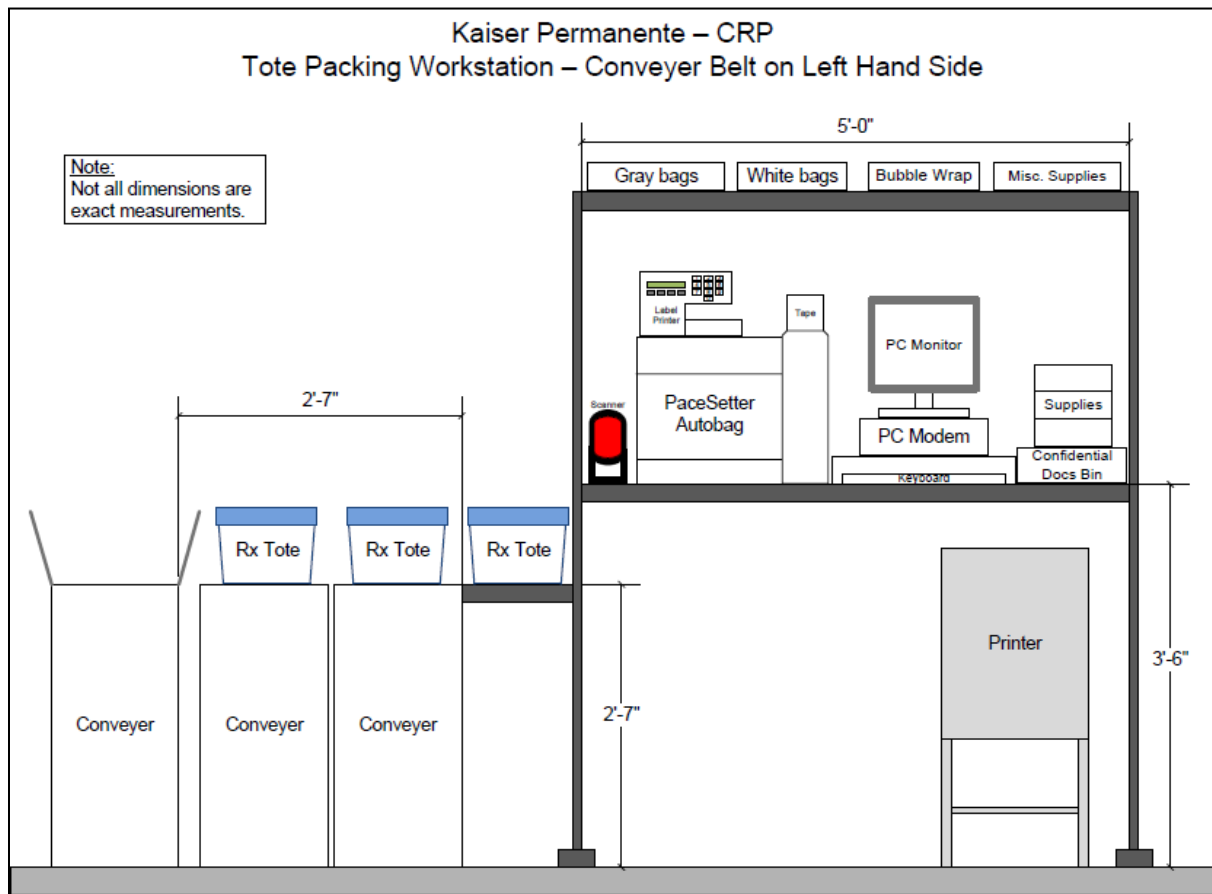 Kaiser Permanente – CRP
Tote Packing Workstation – Conveyer Belt on Left Hand Side
5'-0"
Note:
Not all dimensions are
exact measurements.
Gray bags
White bags
Bubble Wrap
Misc. Supplies
Label
Printer
Tape
PC Monitor
2'-7"
Scanner
PaceSetter
Autobag
Supplies
PC Modem
Confidential
Docs Bin
Keyboard
Rx Tote
Rx Tote
Rx Tote
Printer
3'-6"
2'-7"
Conveyer
Conveyer
Conveyer